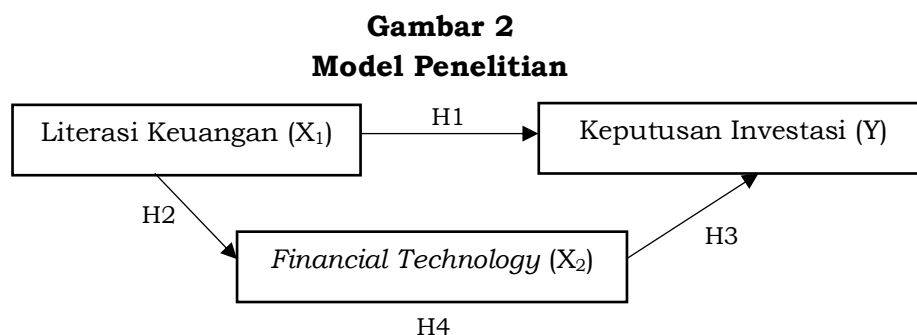 Gambar 2
Model Penelitian
H1
Literasi Keuangan (X₁)
Keputusan Investasi (Y)
H2
H3
Financial Technology (X₂)
H4